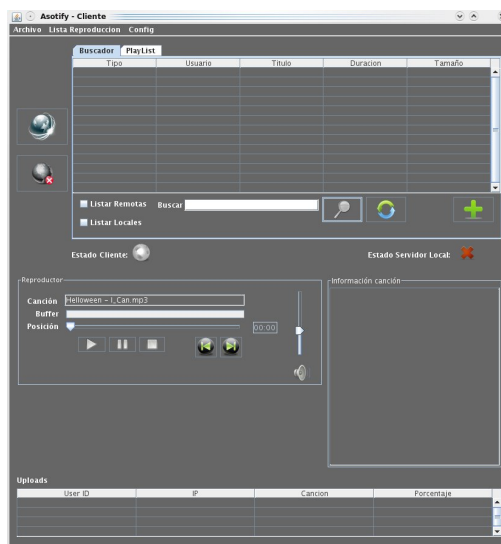 Asotify - Cliente
Archivo Lista Reproduccion Config
Buscador PlayList
Tipo Usuario Titulo Duracion Tamaño
Listar Remotas Buscar
Listar Locales
Estado Cliente: Estado Servidor Local:
Reproductor Información canción
Canción Helloween - I_Can.mp3
Buffer
Posición 00:00
Uploads
User ID IP Cancion Porcentaje